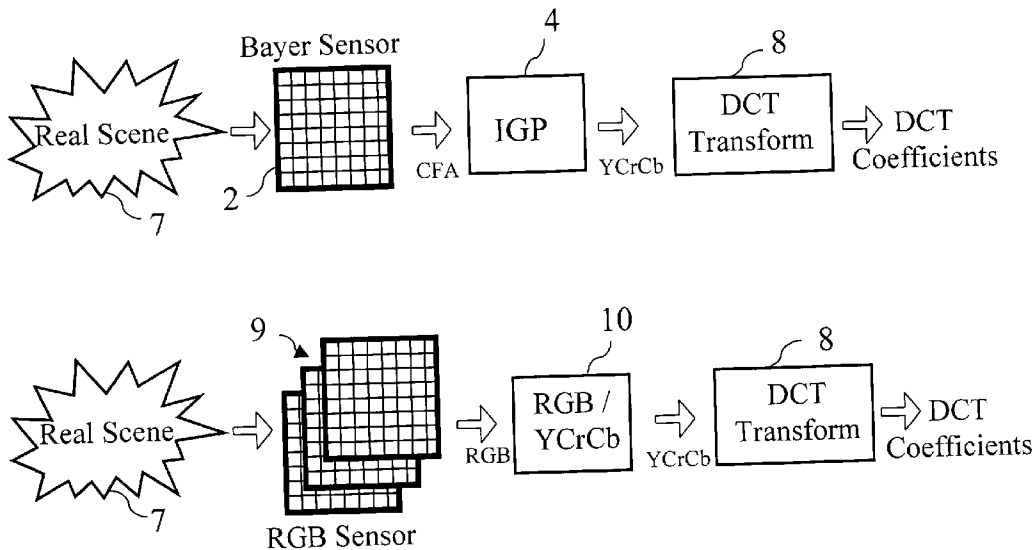 Bayer Sensor
4
8
Real Scene
IGP
DCT
Transform
DCT
Coefficients
CFA
YCrCb
2
7
9
10
8
Real Scene
RGB /
YCrCb
DCT
Transform
DCT
Coefficients
RGB
YCrCb
7
RGB Sensor